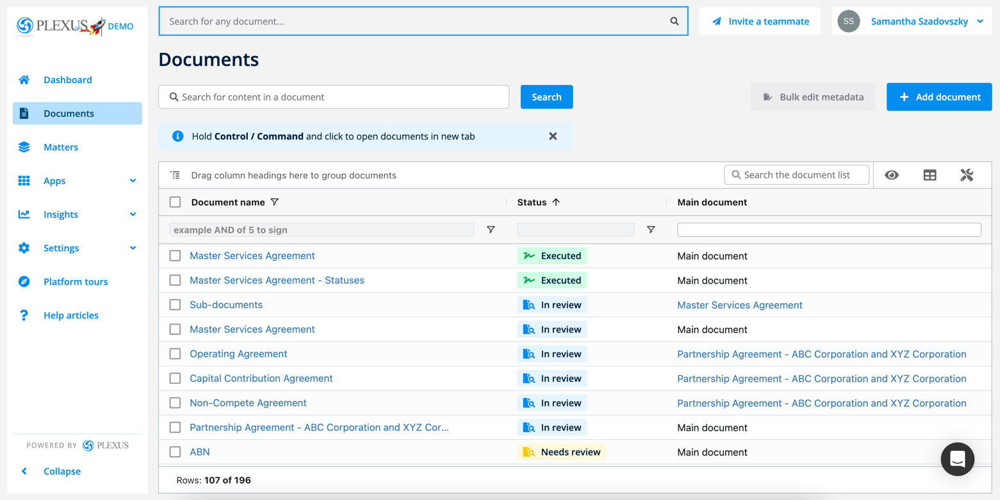 PLEXUS DEMO
Search for any document...
Invite a teammate
SS
Samantha Szadovszky
Dashboard
Documents
Matters
Apps
Insights
Settings
Platform tours
Help articles
POWERED BY PLEXUS
Collapse
Documents
Search for content in a document
Search
Bulk edit metadata
Add document
Hold Control / Command and click to open documents in new tab
Drag column headings here to group documents
Search the document list
Document name Status Main document
example AND of 5 to sign
Master Services Agreement Executed Main document
Master Services Agreement - Statuses Executed Main document
Sub-documents In review Master Services Agreement
Master Services Agreement In review Main document
Operating Agreement In review Partnership Agreement - ABC Corporation and XYZ Corporation
Capital Contribution Agreement In review Partnership Agreement - ABC Corporation and XYZ Corporation
Non-Compete Agreement In review Partnership Agreement - ABC Corporation and XYZ Corporation
Partnership Agreement - ABC Corporation and XYZ Cor... In review Main document
ABN Needs review Main document
Rows: 107 of 196